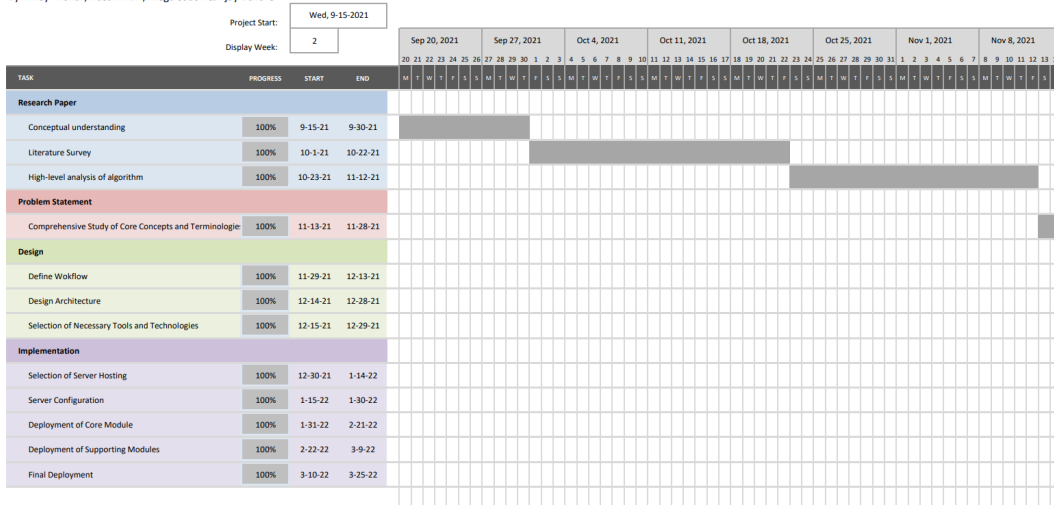 Project Start: Wed, 9-15-2021
Display Week: 2
Sep 20, 2021 Sep 27, 2021 Oct 4, 2021 Oct 11, 2021 Oct 18, 2021 Oct 25, 2021 Nov 1, 2021 Nov 8, 2021
20 21 22 23 24 25 26 27 28 29 30 1 2 3 4 5 6 7 8 9 10 11 12 13 14 15 16 17 18 19 20 21 22 23 24 25 26 27 28 29 30 31 1 2 3 4 5 6 7 8 9 10 11 12 13
TASK PROGRESS START END M T W T F S S M T W T F S S M T W T F S S M T W T F S S M T W T F S S M T W T F S S M T W T F S S M T W T F S
Research Paper
Conceptual understanding 100% 9-15-21 9-30-21
Literature Survey 100% 10-1-21 10-22-21
High-level analysis of algorithm 100% 10-23-21 11-12-21
Problem Statement
Comprehensive Study of Core Concepts and Terminologie 100% 11-13-21 11-28-21
Design
Define Wokflow 100% 11-29-21 12-13-21
Design Architecture 100% 12-14-21 12-28-21
Selection of Necessary Tools and Technologies 100% 12-15-21 12-29-21
Implementation
Selection of Server Hosting 100% 12-30-21 1-14-22
Server Configuration 100% 1-15-22 1-30-22
Deployment of Core Module 100% 1-31-22 2-21-22
Deployment of Supporting Modules 100% 2-22-22 3-9-22
Final Deployment 100% 3-10-22 3-25-22